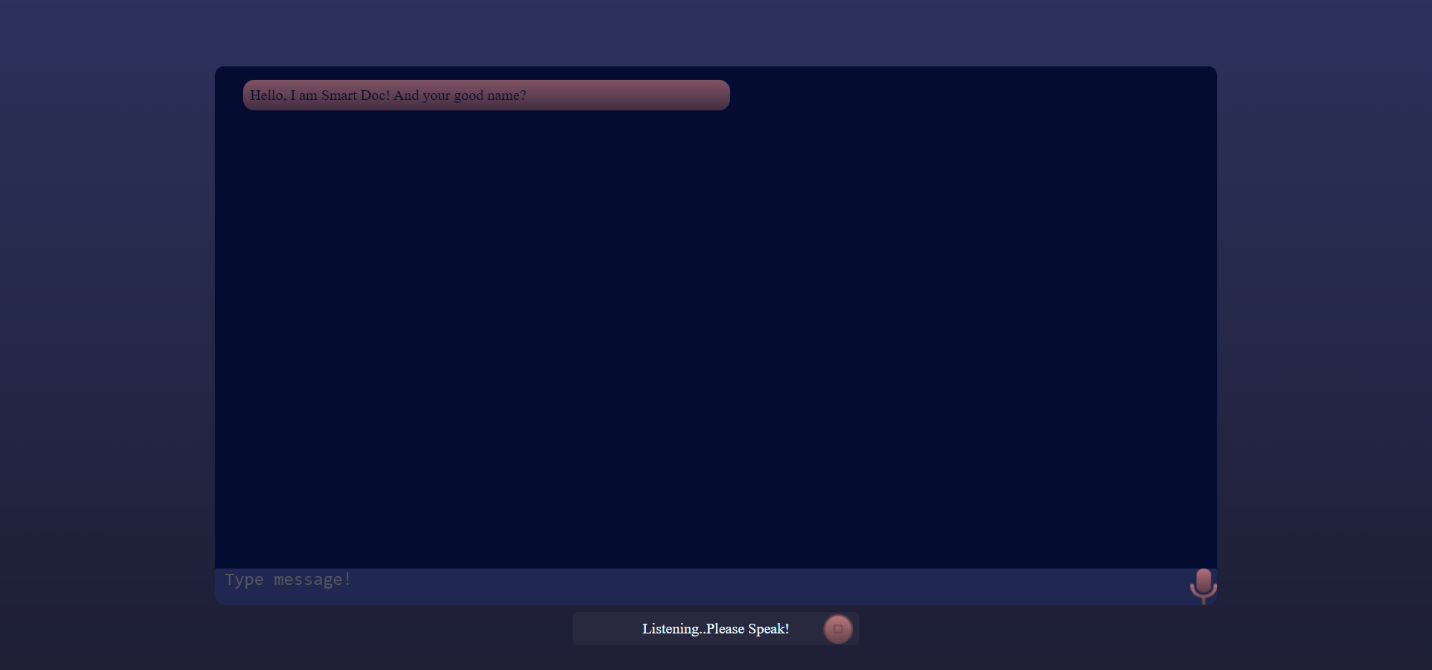 Hello, I am Smart Doc! And your good name?
Type message!
Listening..Please Speak!